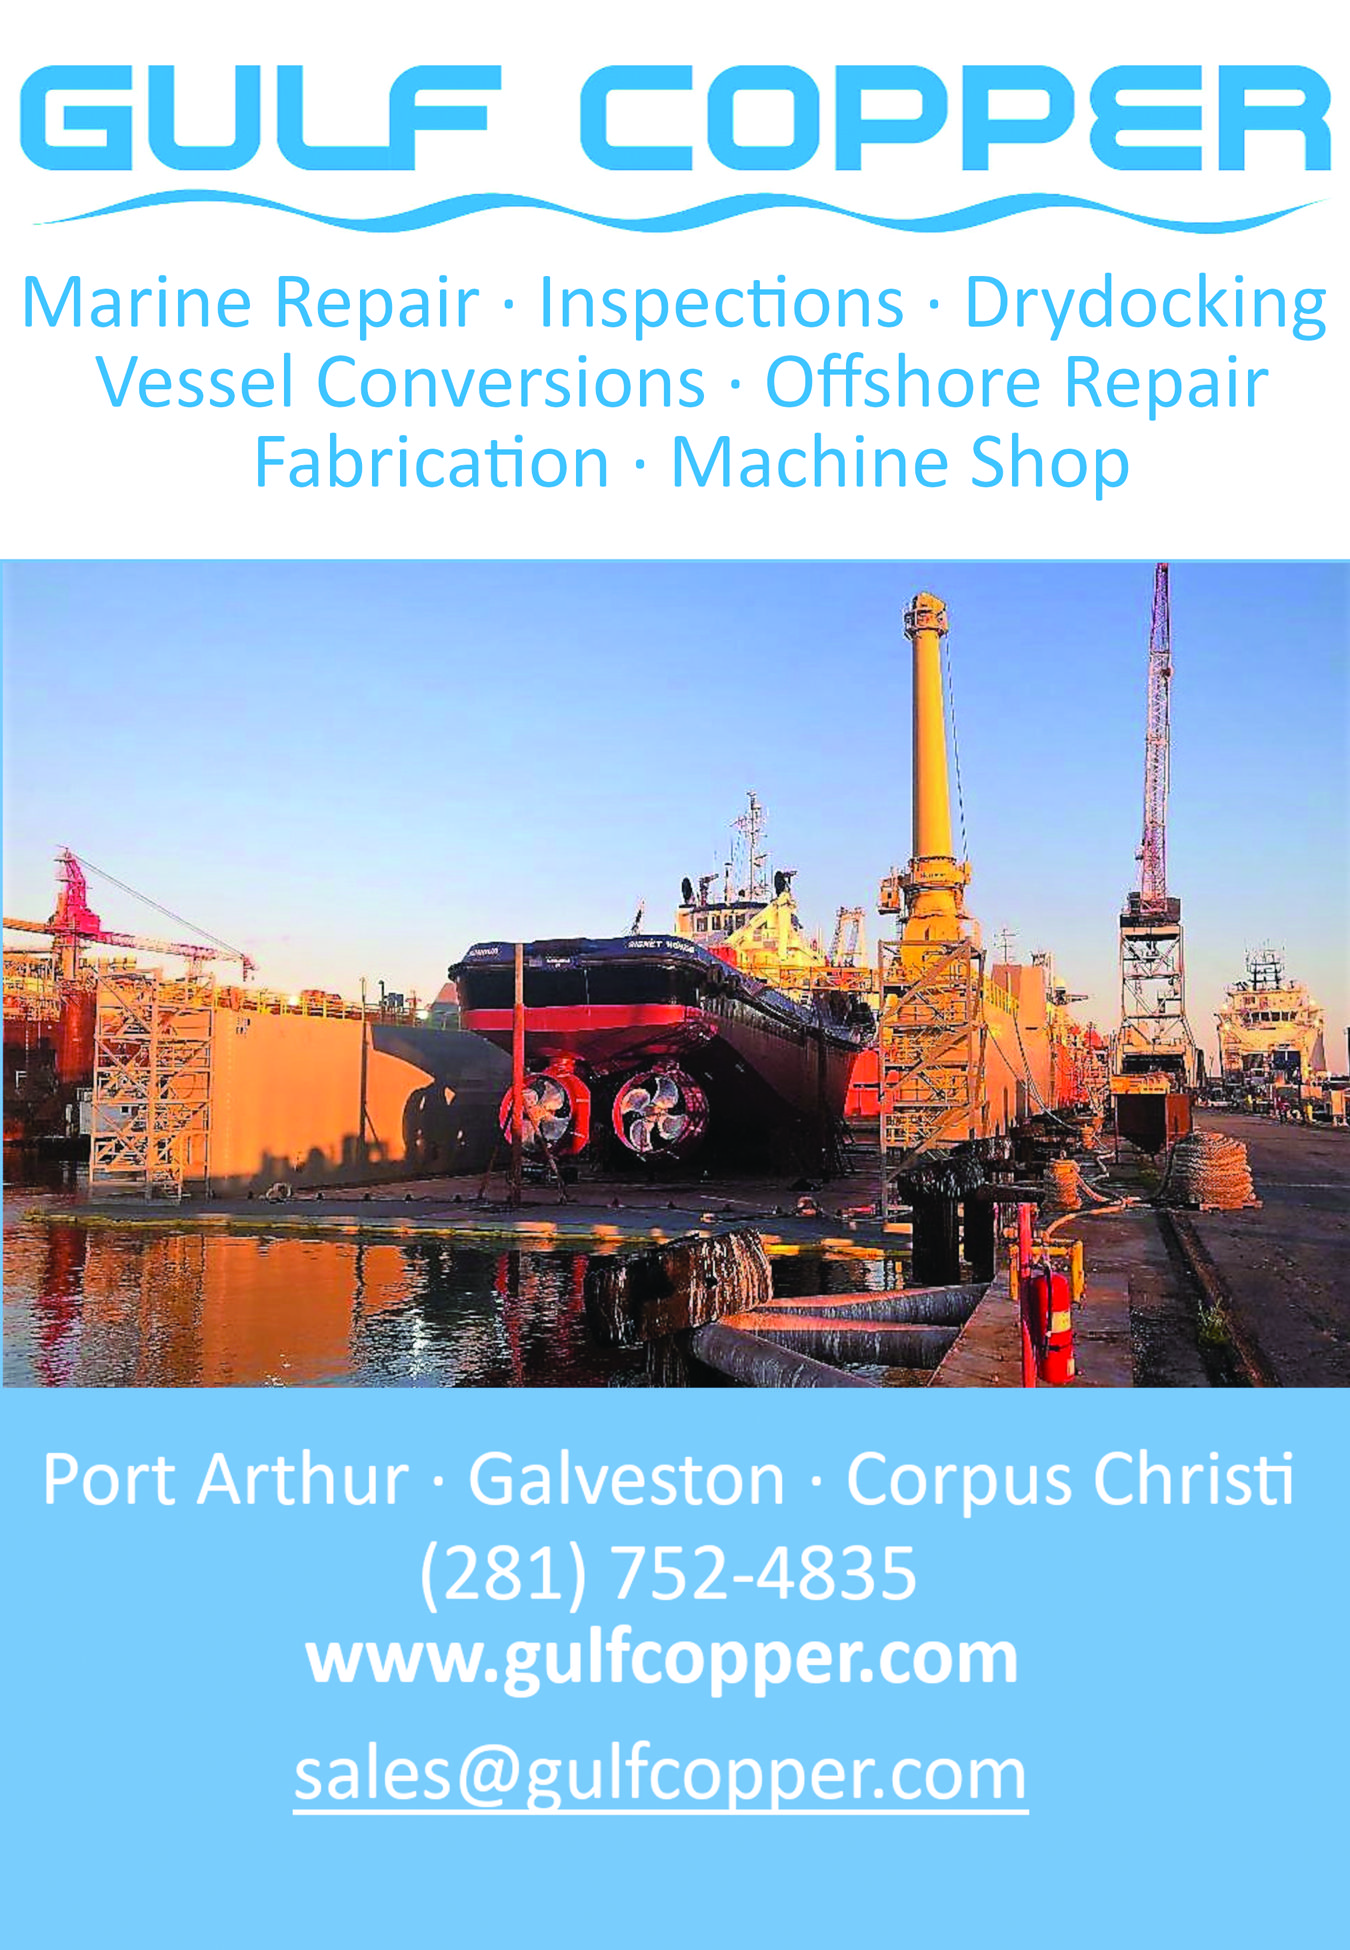 GULF COPPER
Marine Repair · Inspections · Drydocking
Vessel Conversions · Offshore Repair
Fabrication · Machine Shop
SIGNET
Port Arthur · Galveston · Corpus Christi
(281) 752-4835
www.gulfcopper.com
sales@gulfcopper.com